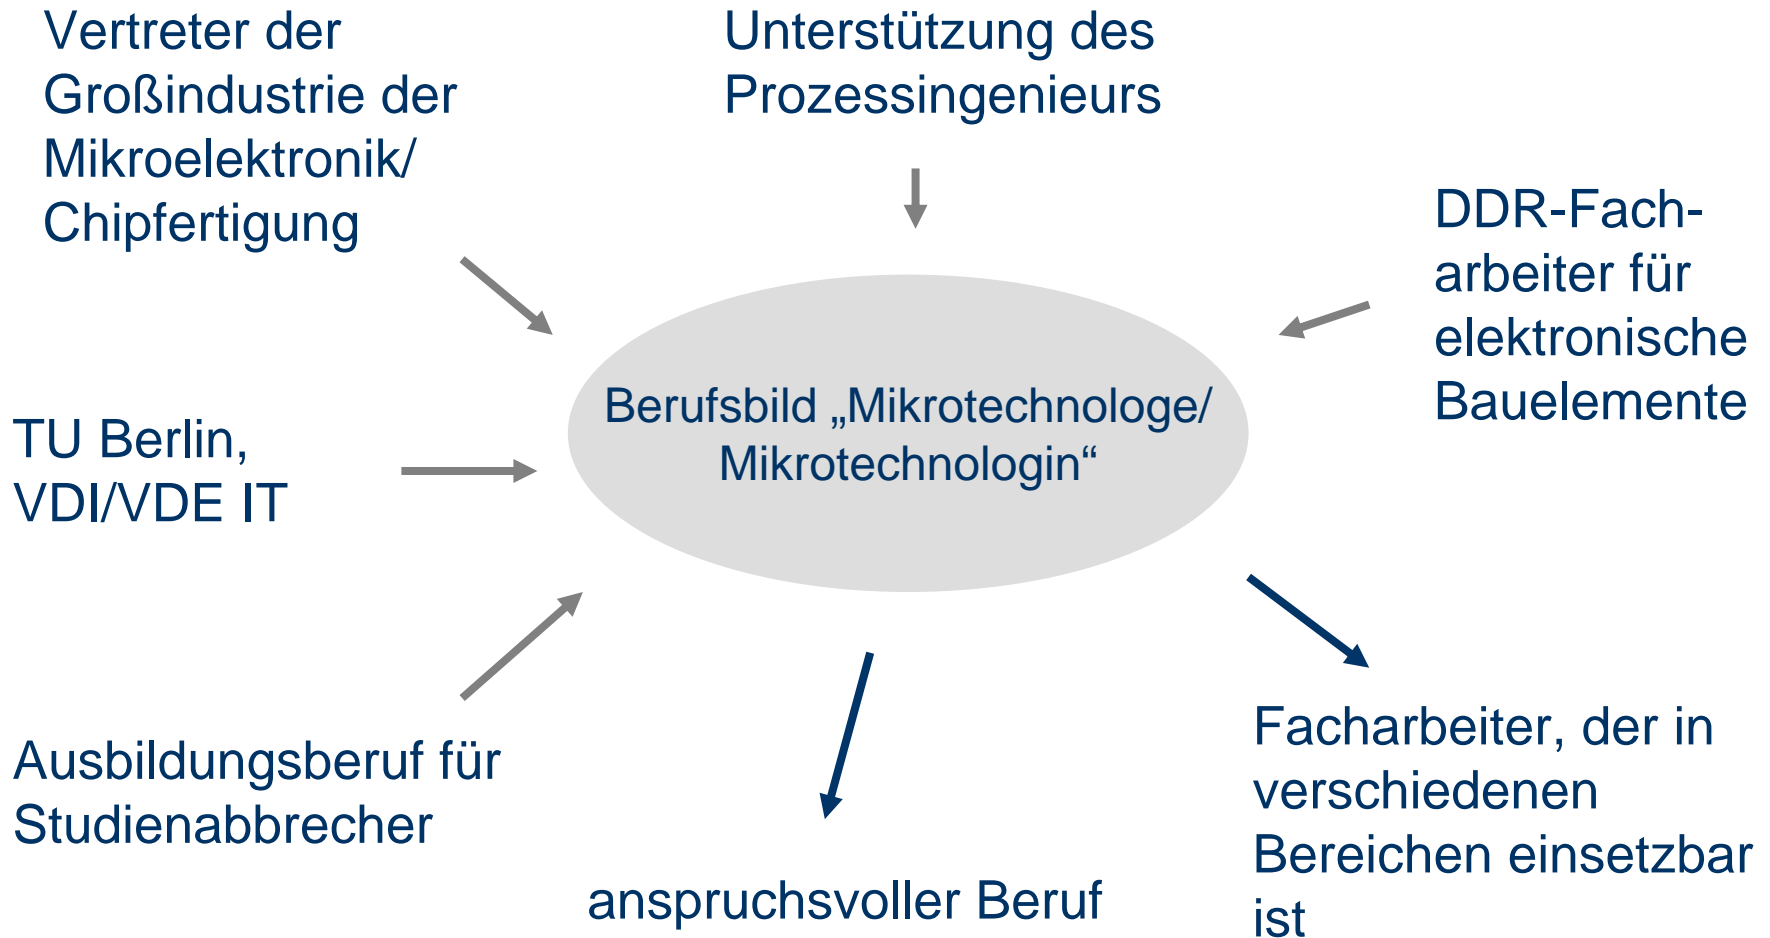 Vertreter der
Großindustrie der
Mikroelektronik/
Chipfertigung
Unterstützung des
Prozessingenieurs
DDR-Fach-
arbeiter für
elektronische
Bauelemente
Berufsbild „Mikrotechnologe/
Mikrotechnologin“
TU Berlin,
VDI/VDE IT
Ausbildungsberuf für
Studienabbrecher
anspruchsvoller Beruf
Facharbeiter, der in
verschiedenen
Bereichen einsetzbar
ist